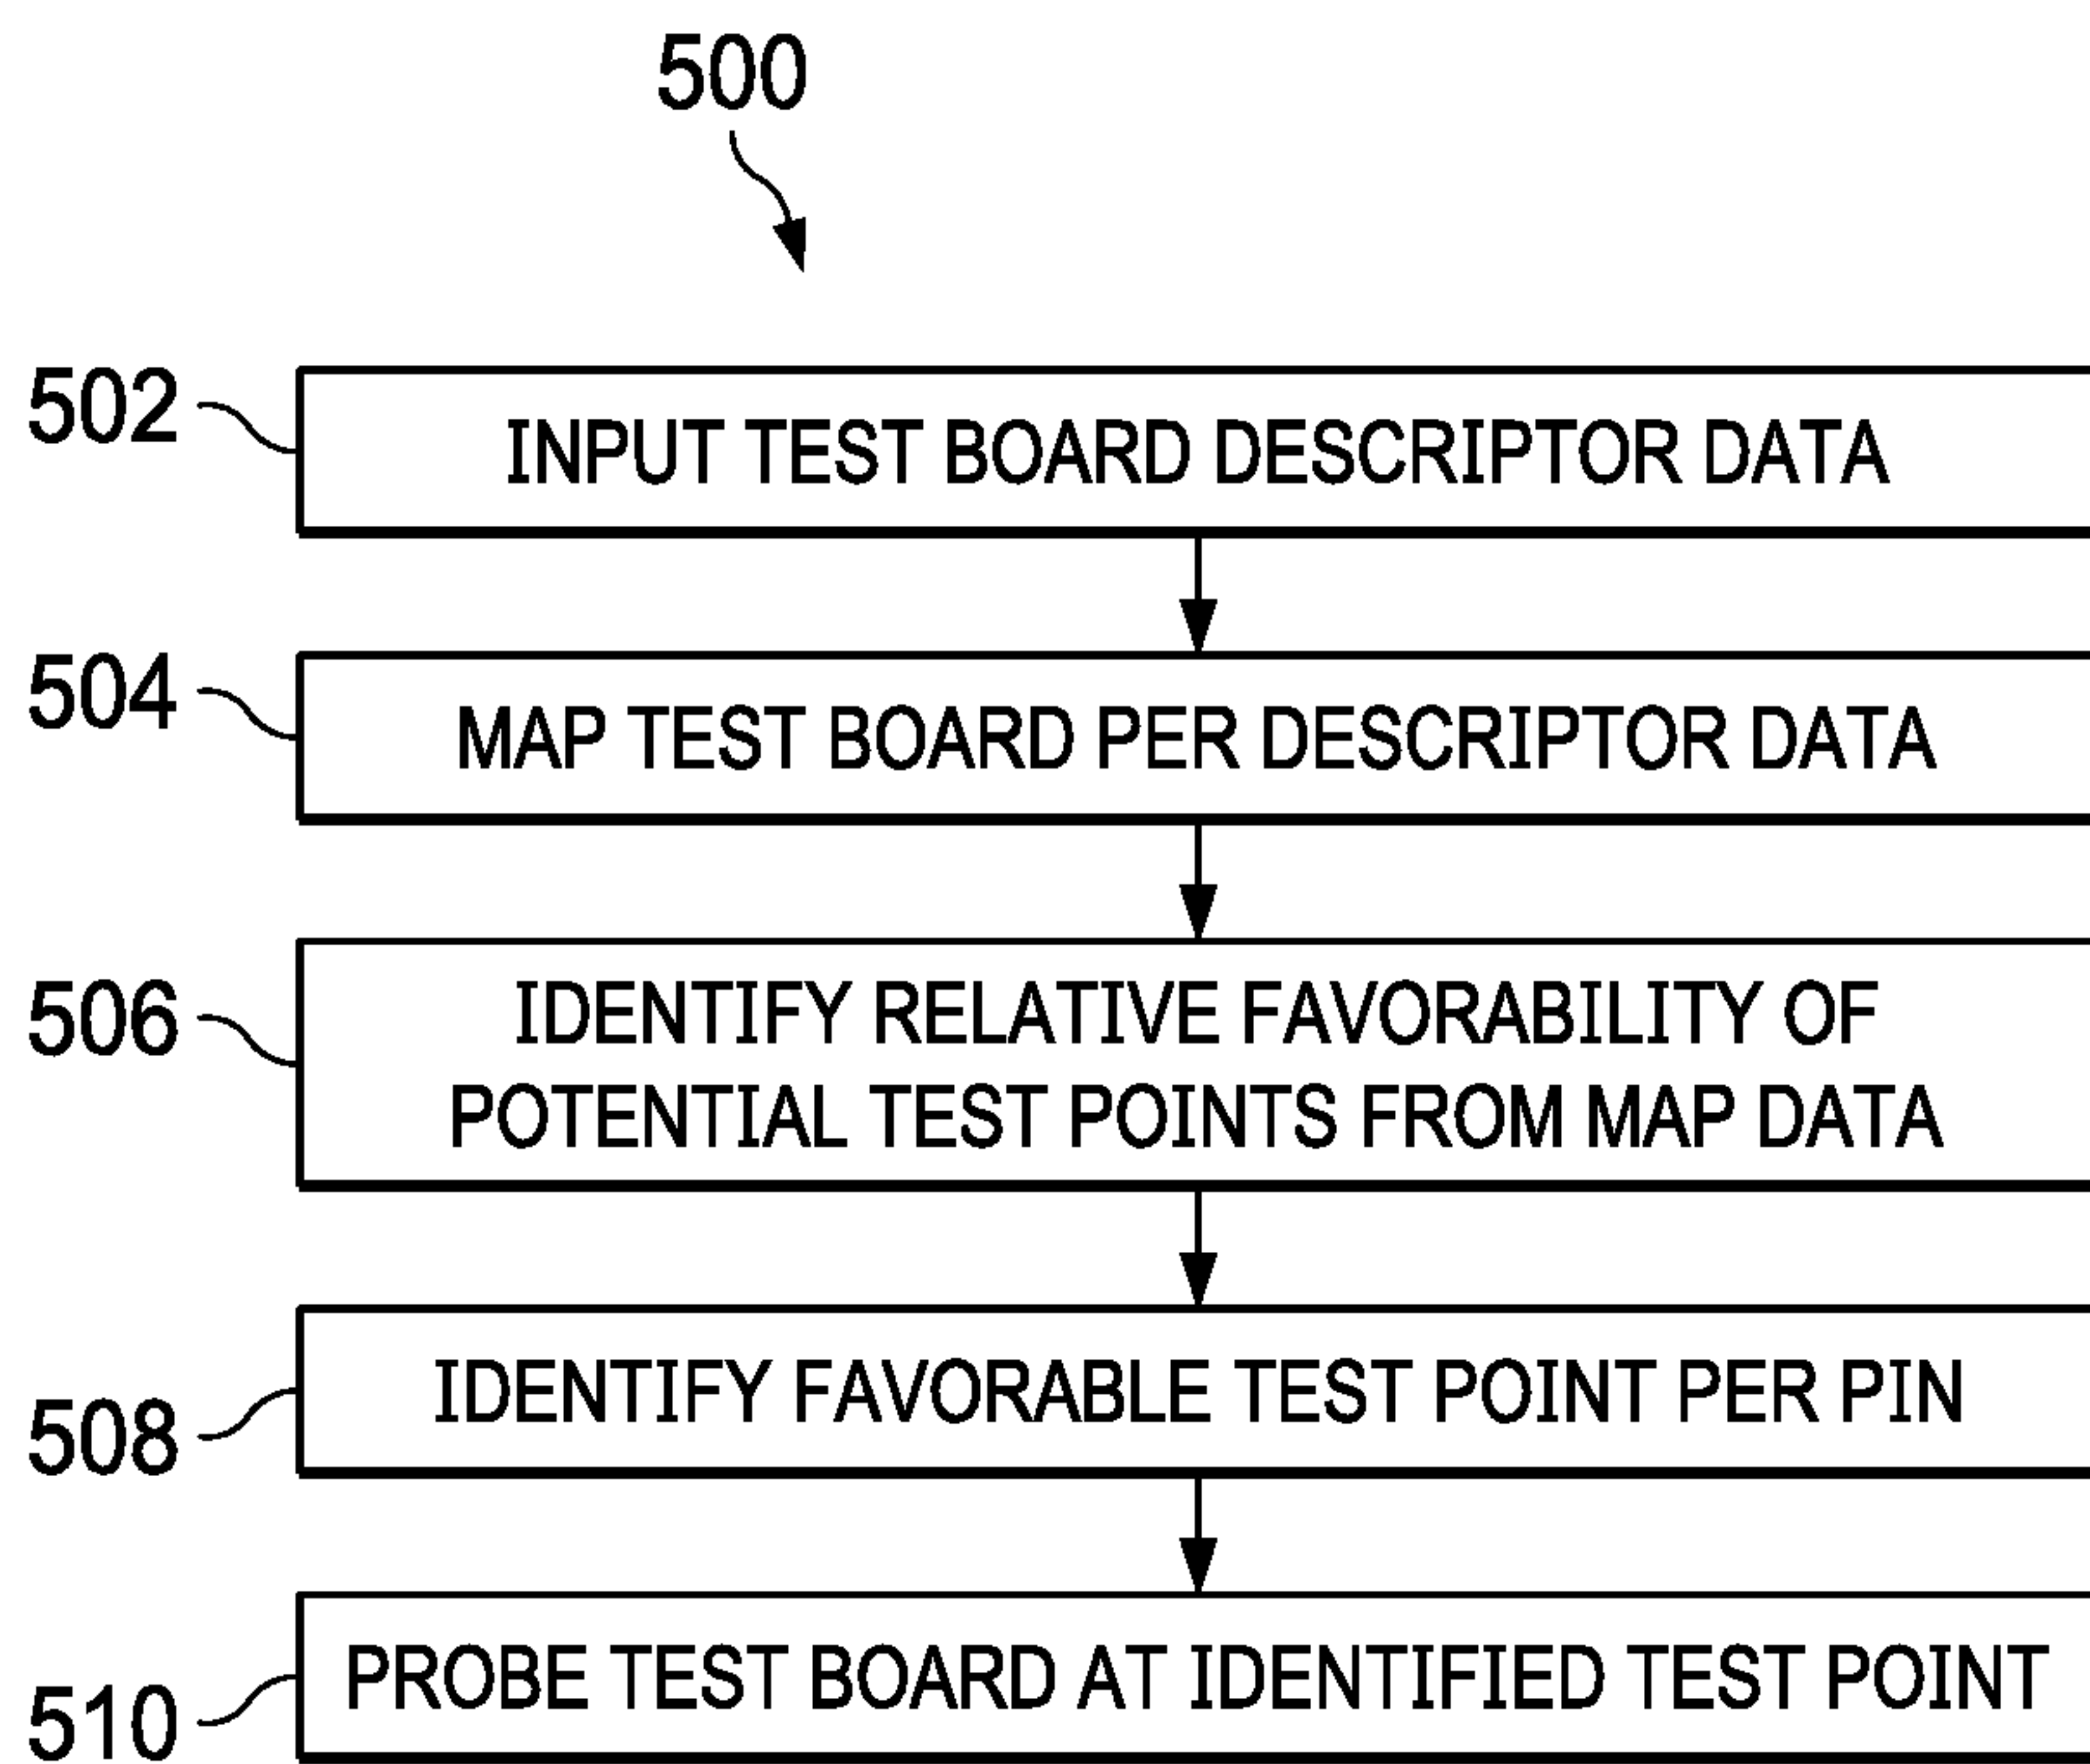 500
502 INPUT TEST BOARD DESCRIPTOR DATA
504 MAP TEST BOARD PER DESCRIPTOR DATA
506 IDENTIFY RELATIVE FAVORABILITY OF
POTENTIAL TEST POINTS FROM MAP DATA
508 IDENTIFY FAVORABLE TEST POINT PER PIN
510 PROBE TEST BOARD AT IDENTIFIED TEST POINT